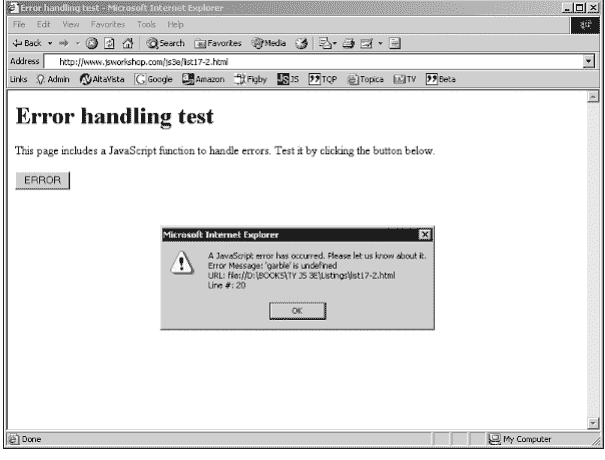 Error handling test - Microsoft Internet Explorer
File Edit View Favorites Tools Help
Back Search Favorites Media
Address http://www.jsworkshop.com/js3e/list17-2.html
Links Admin AltaVista Google Amazon Figby JS TQP Topica TV Beta
Error handling test
This page includes a JavaScript function to handle errors. Test it by clicking the button below.
ERROR
Microsoft Internet Explorer
A JavaScript error has occurred. Please let us know about it.
Error Message: 'garble' is undefined
URL: file://D:\BOOKS\TY JS 3E\Listings\list17-2.html
Line #: 20
OK
Done My Computer